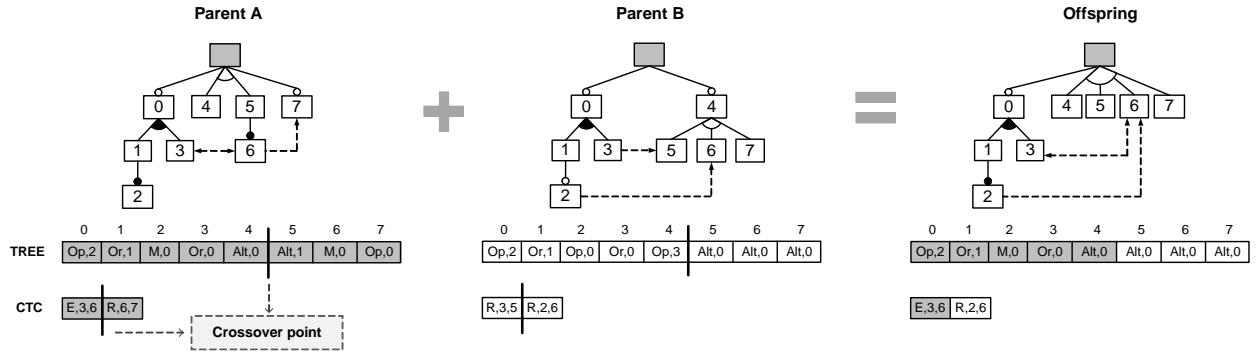 Parent A Parent B Offspring
0 4 5 7 0 4 0 4 5 6 7
1 3 6 1 3 5 6 7 1 3
2 2 2
0 1 2 3 4 5 6 7 0 1 2 3 4 5 6 7 0 1 2 3 4 5 6 7
TREE Op,2 Or,1 M,0 Or,0 Alt,0 Alt,1 M,0 Op,0 Op,2 Or,1 Op,0 Or,0 Op,3 Alt,0 Alt,0 Alt,0 Op,2 Or,1 M,0 Or,0 Alt,0 Alt,0 Alt,0 Alt,0
CTC E,3,6 R,6,7 R,3,5 R,2,6 E,3,6 R,2,6
Crossover point